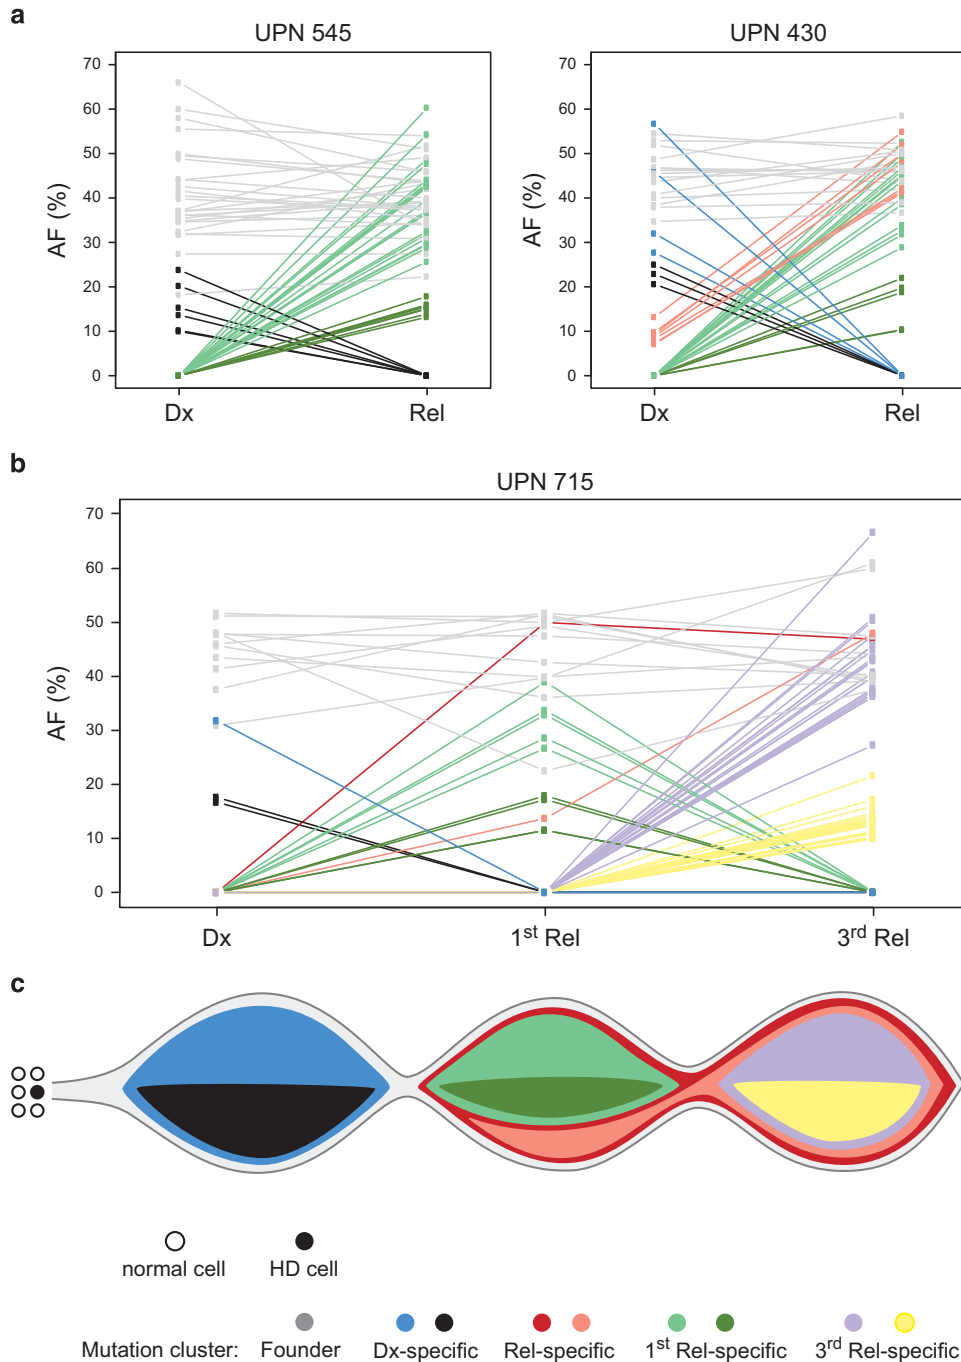 a
UPN 545
UPN 430
70
60
50
40
30
20
10
0
AF (%)
Dx
Rel
70
60
50
40
30
20
10
0
AF (%)
Dx
Rel
b
UPN 715
70
60
50
40
30
20
10
0
AF (%)
Dx
1st Rel
3rd Rel
c
normal cell
HD cell
Mutation cluster: Founder Dx-specific Rel-specific 1st Rel-specific 3rd Rel-specific